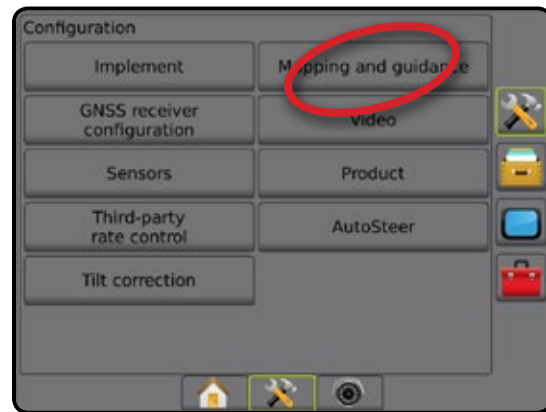 Configuration
Implement
Mapping and guidance
GNSS receiver
configuration
Video
Sensors
Product
Third-party
rate control
AutoSteer
Tilt correction